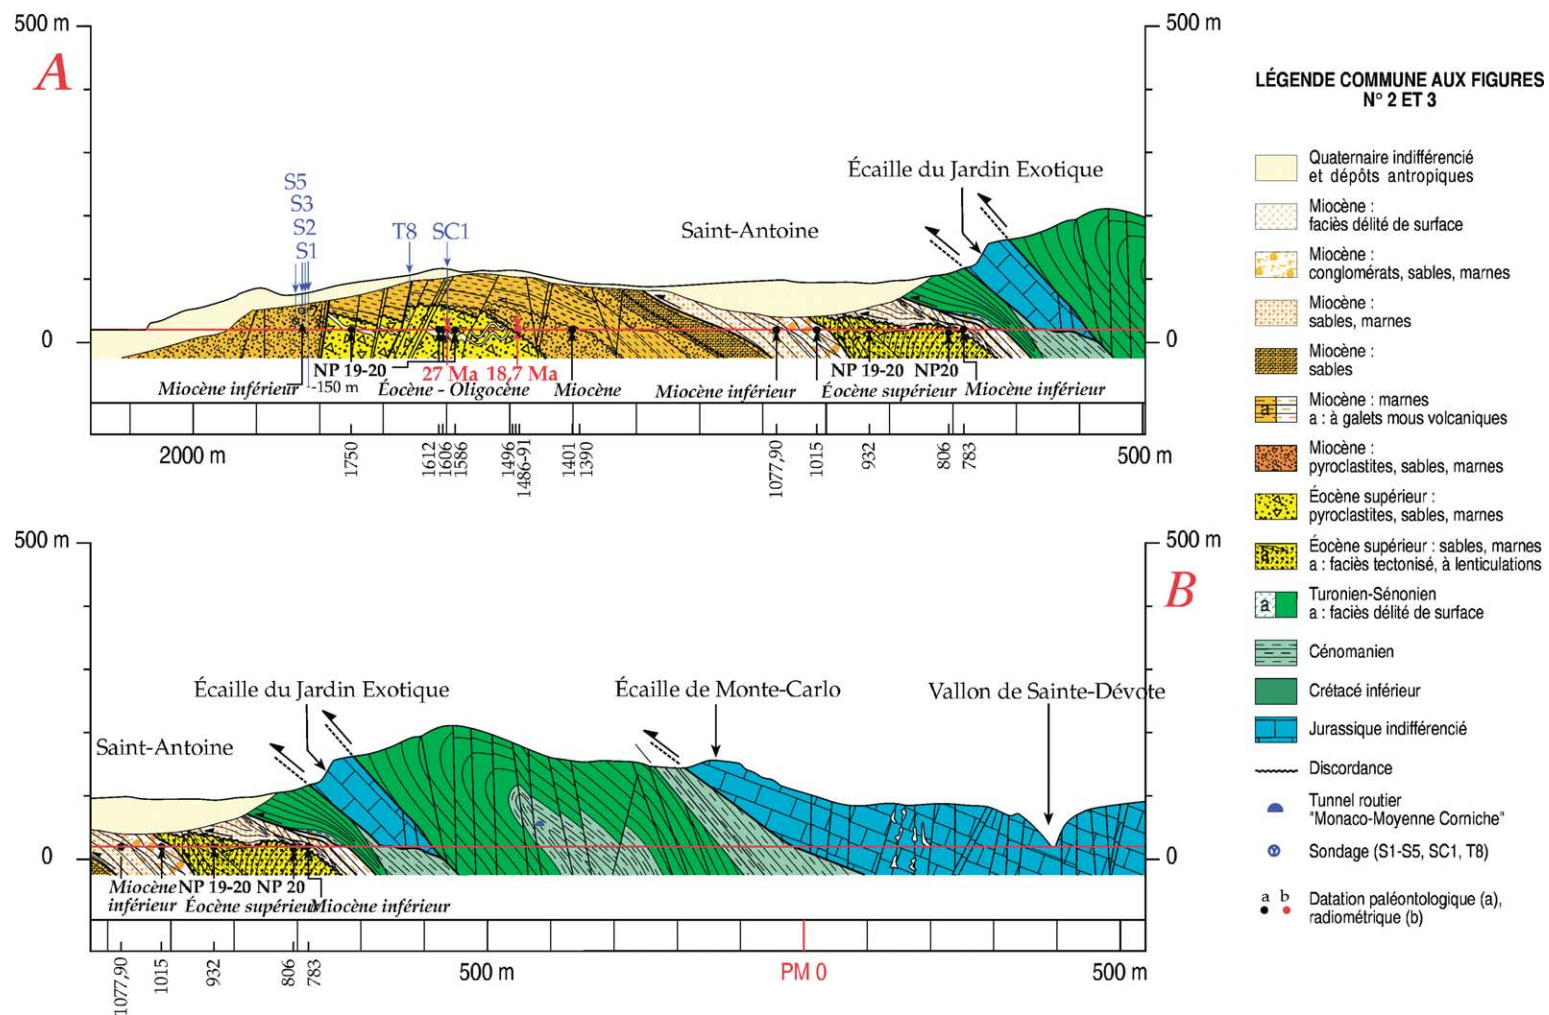 500 m
500 m
A
LÉGENDE COMMUNE AUX FIGURES
N° 2 ET 3
Quaternaire indifférencié
et dépôts antropiques
Miocène :
faciès délité de surface
Miocène :
conglomérats, sables, marnes
Miocène :
sables, marnes
Miocène :
sables
a
Miocène : marnes
a : à galets mous volcaniques
Miocène :
pyroclastites, sables, marnes
Éocène supérieur :
pyroclastites, sables, marnes
a
Éocène supérieur : sables, marnes
a : faciès tectonisé, à lenticulations
a
Turonien-Sénonien
a : faciès délité de surface
Cénomanien
Crétacé inférieur
Jurassique indifférencié
Discordance
Tunnel routier
"Monaco-Moyenne Corniche"
Sondage (S1-S5, SC1, T8)
a b
Datation paléontologique (a),
radiométrique (b)
Écaille du Jardin Exotique
S5
S3
S2
S1
T8
SC1
Saint-Antoine
0
0
NP 19-20
27 Ma
18,7 Ma
NP 19-20
NP20
Miocène inférieur
-150 m
Éocène - Oligocène
Miocène
Miocène inférieur
Éocène supérieur
Miocène inférieur
2000 m
1750
1612
1606
1586
1496
1486-91
1401
1390
1077,90
1015
932
806
783
500 m
500 m
500 m
B
Écaille du Jardin Exotique
Écaille de Monte-Carlo
Vallon de Sainte-Dévote
Saint-Antoine
0
0
Miocène
inférieur
NP 19-20
NP 20
Éocène supérieur
Miocène inférieur
1077,90
1015
932
806
783
500 m
PM 0
500 m